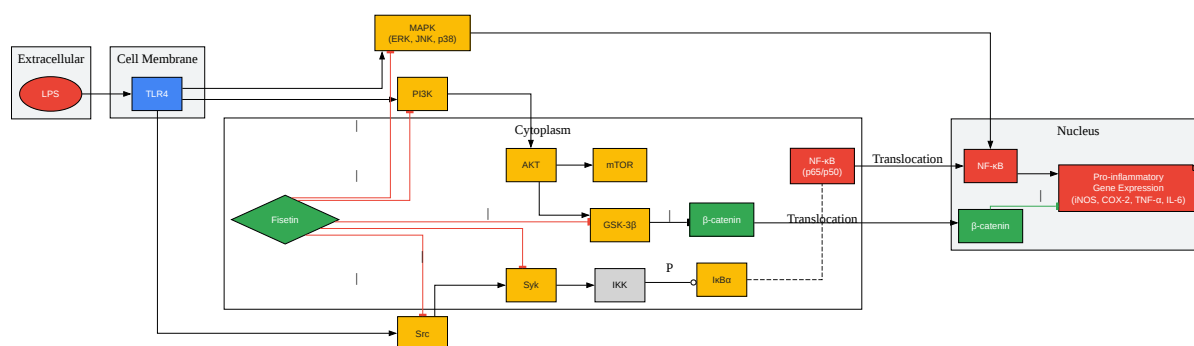 Extracellular
LPS
Cell Membrane
TLR4
MAPK
(ERK, JNK, p38)
PI3K
Cytoplasm
AKT
mTOR
Fisetin
GSK-3β
β-catenin
Syk
IKK
P
IκBα
Src
NF-κB
(p65/p50)
Translocation
Translocation
Nucleus
NF-κB
Pro-inflammatory
Gene Expression
(iNOS, COX-2, TNF-α, IL-6)
β-catenin
|
|
|
|
|
|
|